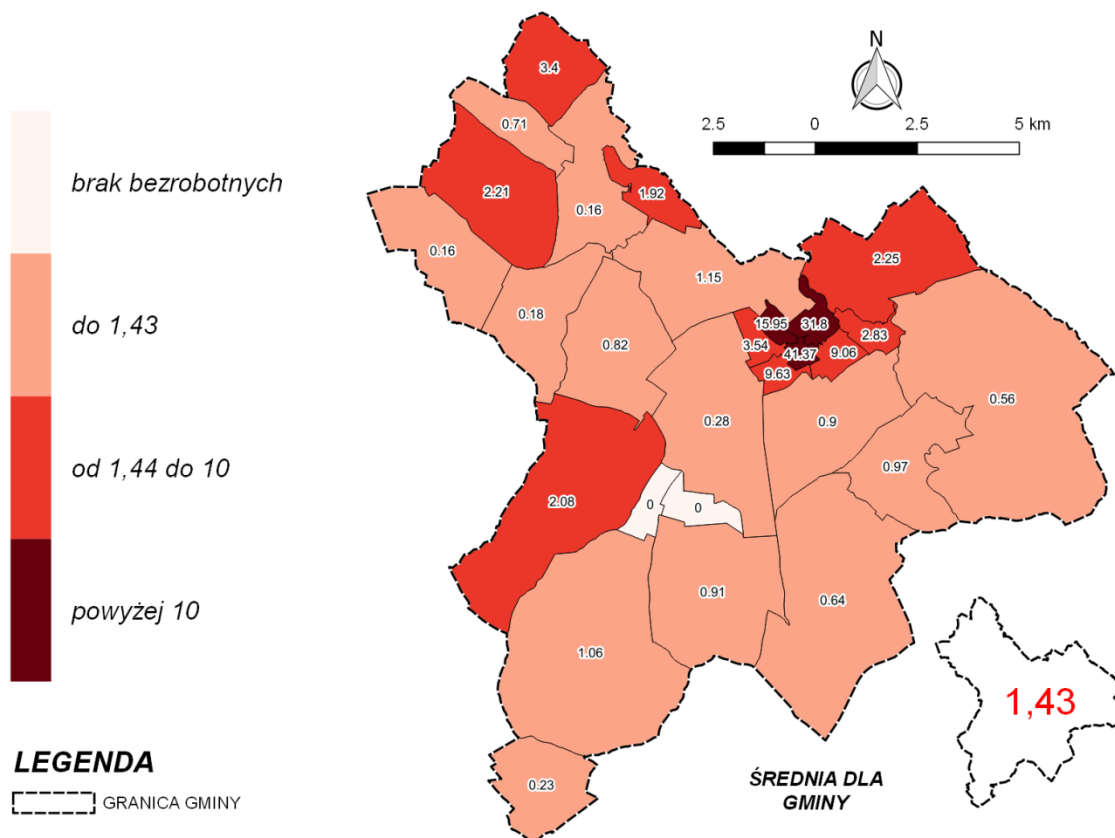 brak bezrobotnych
do 1,43
od 1,44 do 10
powyżej 10
LEGENDA
GRANICA GMINY
N
2.5 0 2.5 5 km
3.4
0.71
2.21
1.92
0.16
0.16
2.25
1.15
0.18
15.95
31.8
2.83
0.82
3.54
41.37
9.06
9.63
0.56
0.28
0.9
0.97
2.08
0
0
0.91
0.64
1.06
0.23
ŚREDNIA DLA
GMINY
1,43